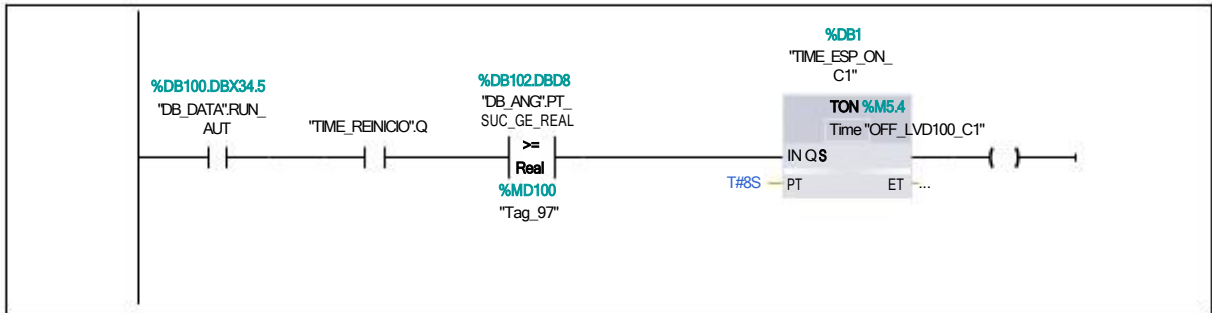 %DB1
"TIME_ESP_ON_
C1"
%DB100.DBX34.5
"DB_DATA".RUN_
AUT
"TIME_REINICIO".Q
%DB102.DBD8
"DB_ANG".PT_
SUC_GE_REAL
>=
Real
%MD100
"Tag_97"
TON %M5.4
Time "OFF_LVD100_C1"
IN Q S
T#8S PT ET ...